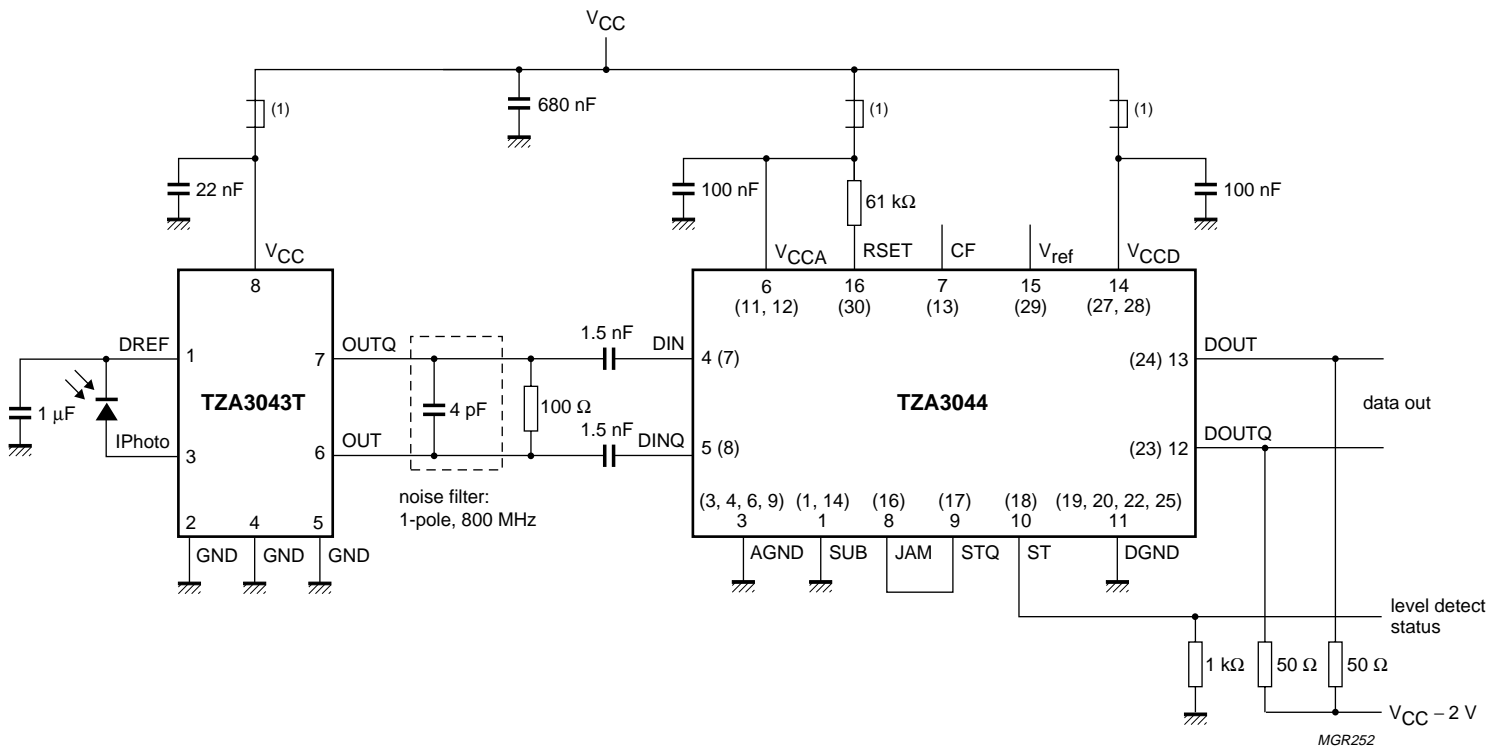 VCC
(1)
680 nF
(1)
(1)
22 nF
100 nF
61 kΩ
100 nF
VCC
VCCA
RSET
CF
Vref
VCCD
8
6
16
7
15
14
(11, 12)
(30)
(13)
(29)
(27, 28)
DREF
1
OUTQ
7
1.5 nF
DIN
4 (7)
(24) 13
DOUT
1 μF
TZA3043T
4 pF
100 Ω
TZA3044
data out
IPhoto
3
OUT
6
1.5 nF
DINQ
5 (8)
(23) 12
DOUTQ
noise filter:
1-pole, 800 MHz
2
4
5
(3, 4, 6, 9)
(1, 14)
(16)
(17)
(18)
(19, 20, 22, 25)
3
1
8
9
10
11
GND
GND
GND
AGND
SUB
JAM
STQ
ST
DGND
level detect
status
1 kΩ
50 Ω
50 Ω
VCC – 2 V
MGR252